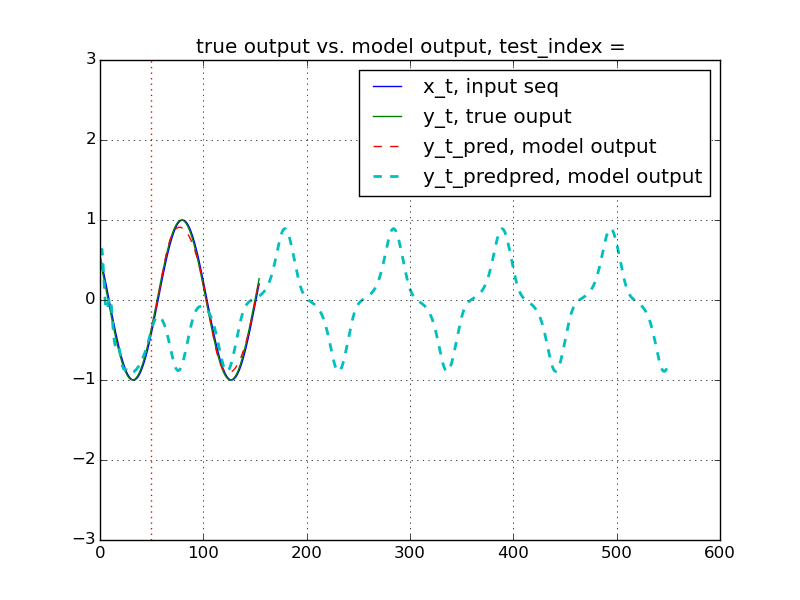 true output vs. model output, test_index =
x_t, input seq
y_t, true ouput
y_t_pred, model output
y_t_predpred, model output
3
2
1
0
−1
−2
−3
0 100 200 300 400 500 600